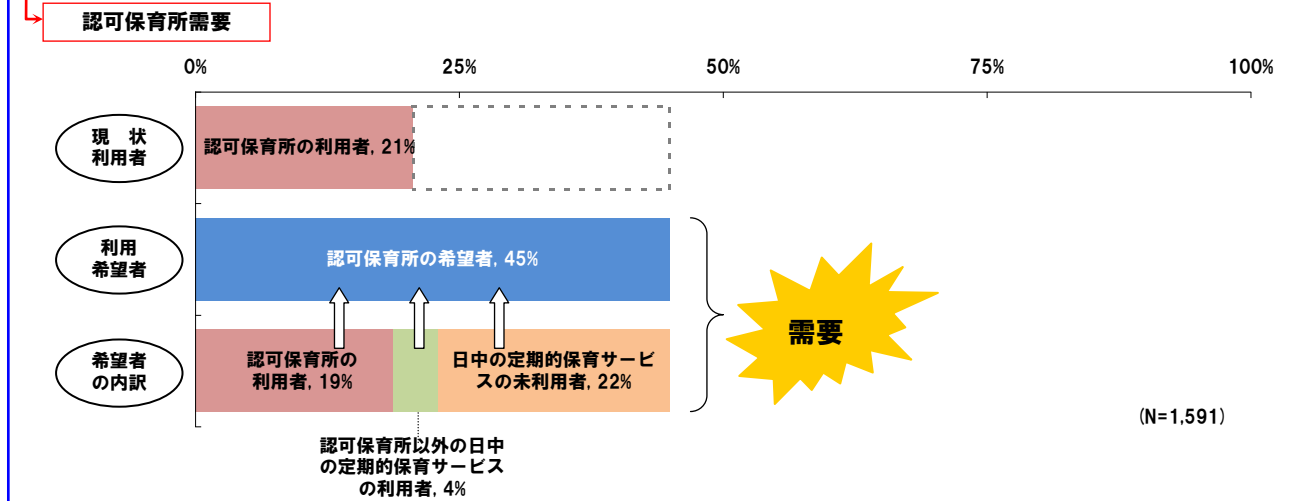 認可保育所需要
0%
25%
50%
75%
100%
現　状
利用者
認可保育所の利用者, 21%
利用
希望者
認可保育所の希望者, 45%
需要
希望者
の内訳
認可保育所の
利用者, 19%
日中の定期的保育サービ
スの未利用者, 22%
認可保育所以外の日中
の定期的保育サービス
の利用者, 4%
(N=1,591)